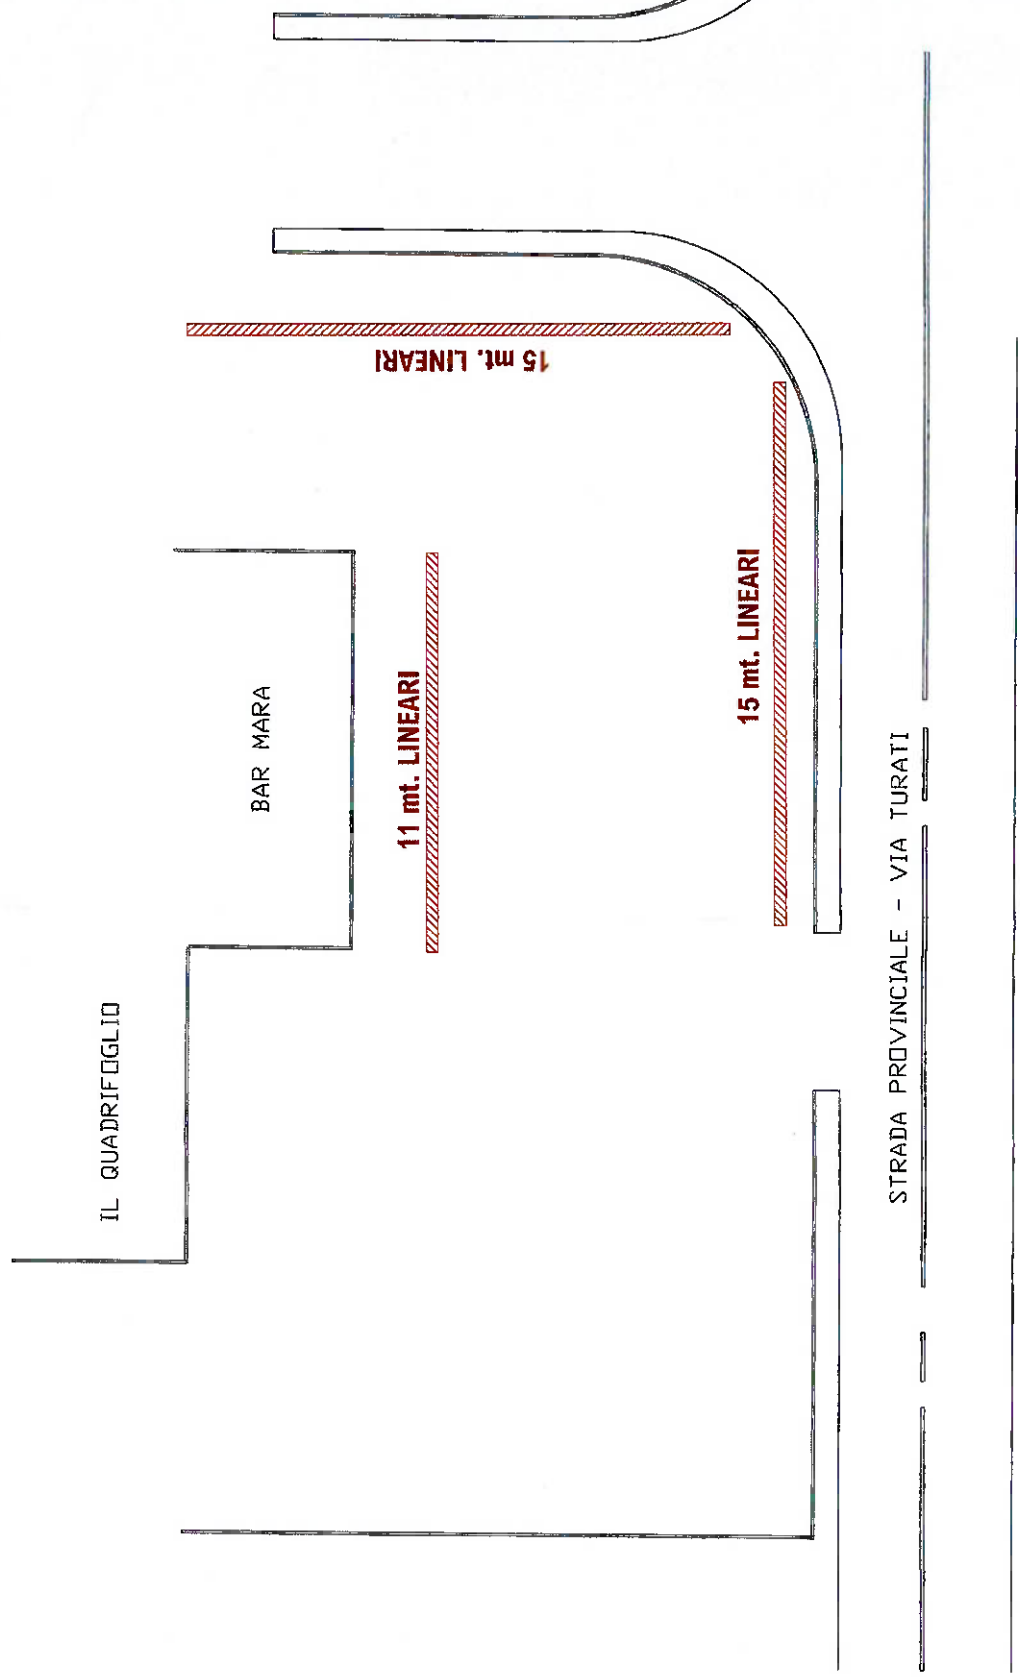 IL QUADRIFOGLIO
BAR MARA
11 mt. LINEARI
15 mt. LINEARI
15 mt. LINEARI
STRADA PROVINCIALE - VIA TURATI